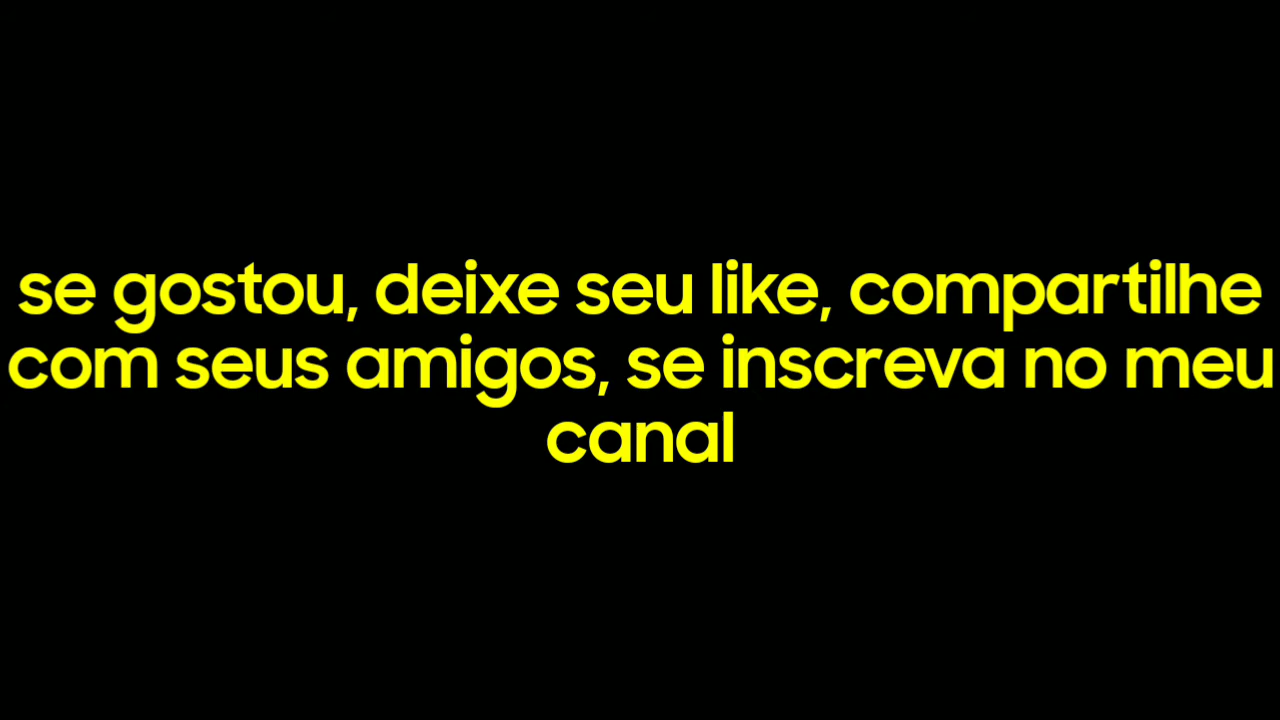 se gostou, deixe seu like, compartilhe
com seus amigos, se inscreva no meu
canal